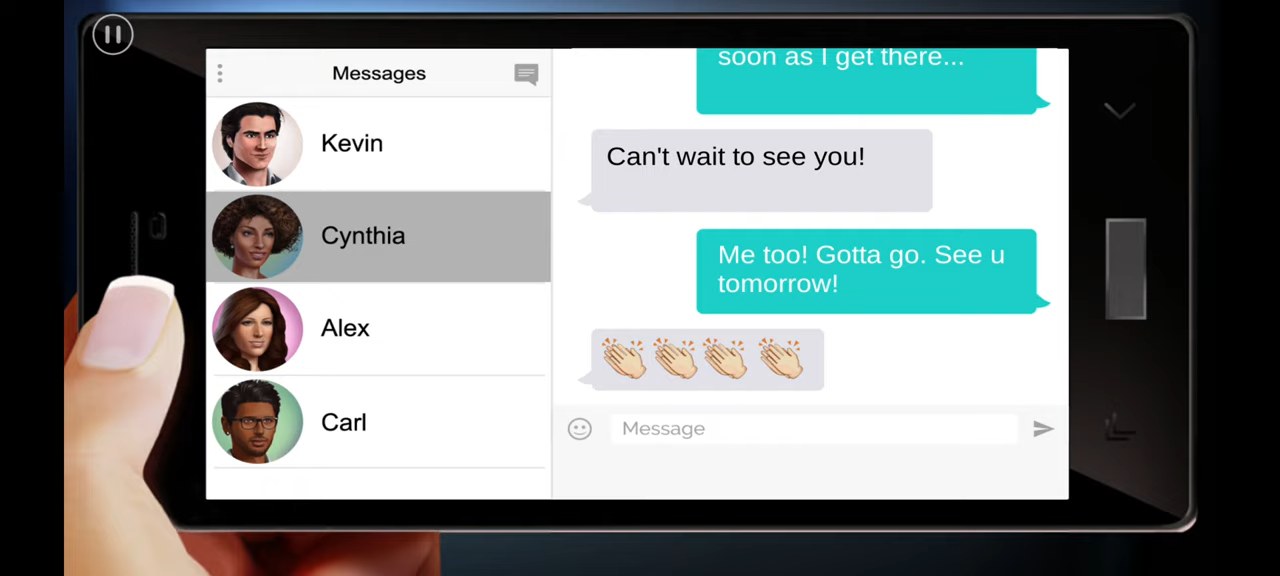 Messages
Kevin
Cynthia
Alex
Carl
soon as I get there...
Can't wait to see you!
Me too! Gotta go. See u
tomorrow!
Message